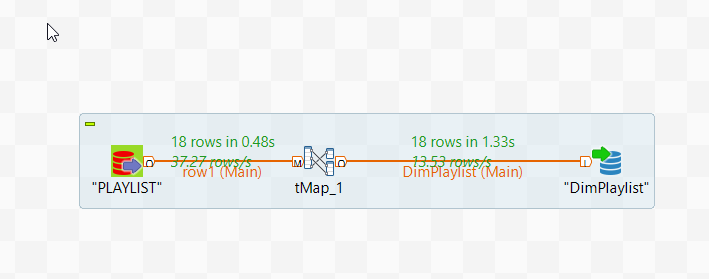 18 rows in 0.48s
37.27 rows/s
row1 (Main)
18 rows in 1.33s
13.53 rows/s
DimPlaylist (Main)
O
M
O
I
"PLAYLIST"
tMap_1
"DimPlaylist"